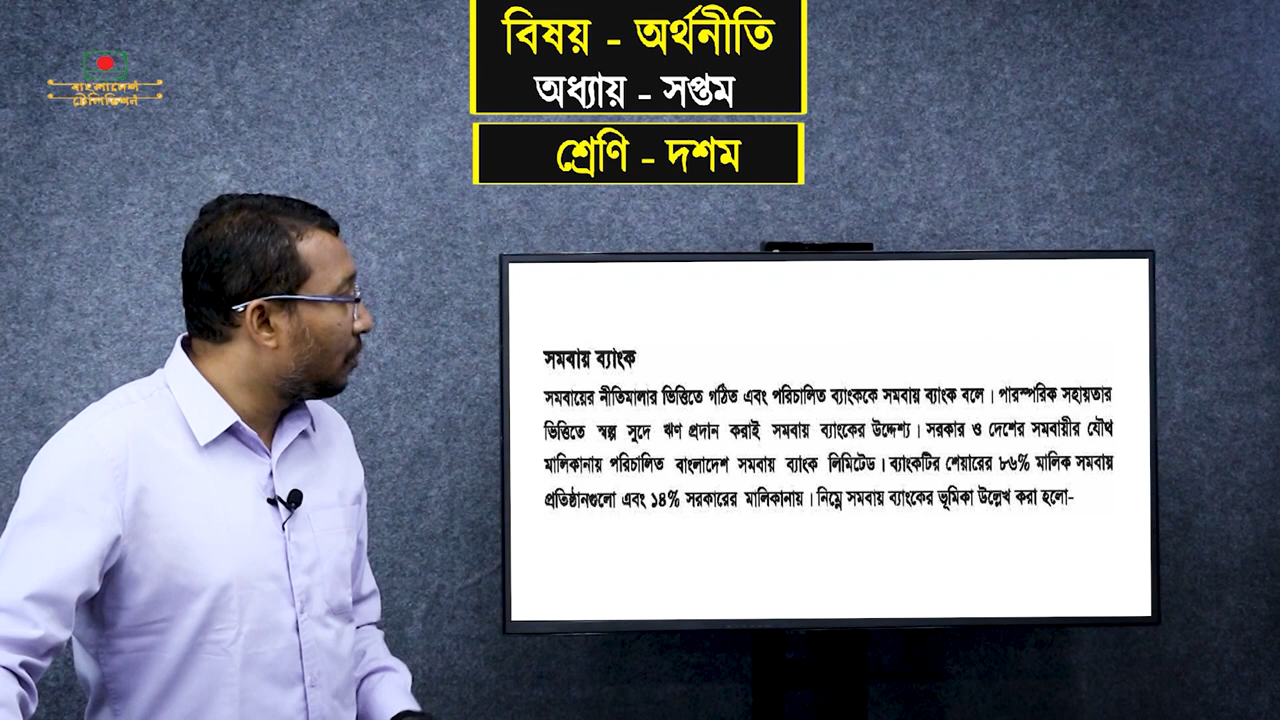 বাংলাদেশ
টেলিভিশন
বিষয় - অর্থনীতি
অধ্যায় - সপ্তম
শ্রেণি - দশম
সমবায় ব্যাংক
সমবায়ের নীতিমালার ভিত্তিতে গঠিত এবং পরিচালিত ব্যাংককে সমবায় ব্যাংক বলে। পারস্পরিক সহায়তার
ভিত্তিতে স্বল্প সুদে ঋণ প্রদান করাই সমবায় ব্যাংকের উদ্দেশ্য। সরকার ও দেশের সমবায়ীর যৌথ
মালিকানায় পরিচালিত বাংলাদেশ সমবায় ব্যাংক লিমিটেড। ব্যাংকটির শেয়ারের ৮৬% মালিক সমবায়
প্রতিষ্ঠানগুলো এবং ১৪% সরকারের মালিকানায়। নিম্নে সমবায় ব্যাংকের ভূমিকা উল্লেখ করা হলো-